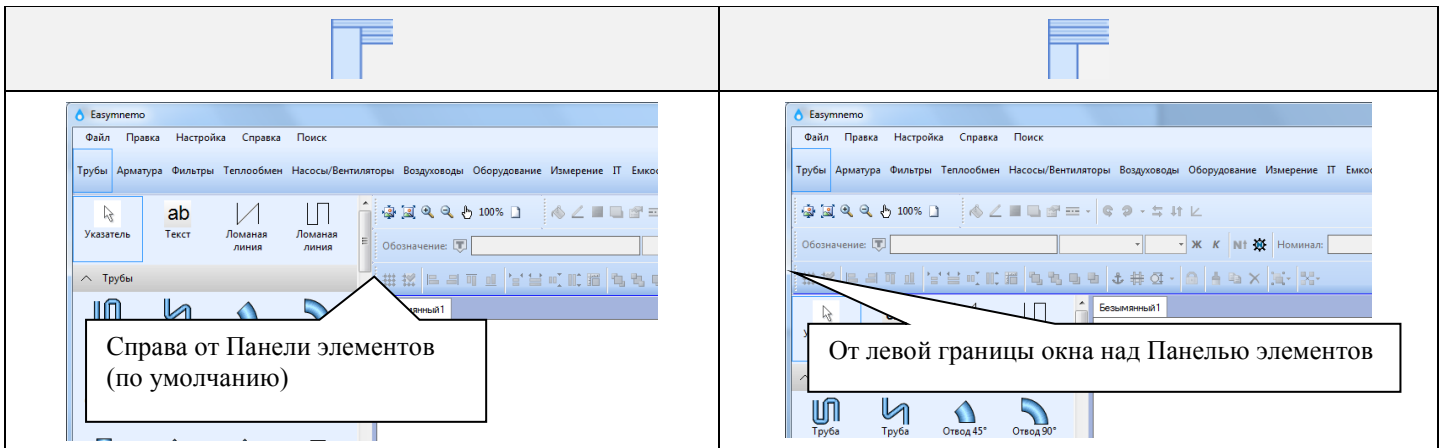 Easymnemo
Файл Правка Настройка Справка Поиск
Трубы Арматура Фильтры Теплообмен Насосы/Вентиляторы Воздуховоды Оборудование Измерение IT
ab 100%
Указатель Текст Ломаная линия Ломаная линия
Обозначение:
Трубы
Справа от Панели элементов
(по умолчанию)
Easymnemo
Файл Правка Настройка Справка Поиск
Трубы Арматура Фильтры Теплообмен Насосы/Вентиляторы Воздуховоды Оборудование Измерение IT
100%
Обозначение: Ж К N† Номинал:
Безымянный1
От левой границы окна над Панелью элементов
Труба Труба Отвод 45° Отвод 90°